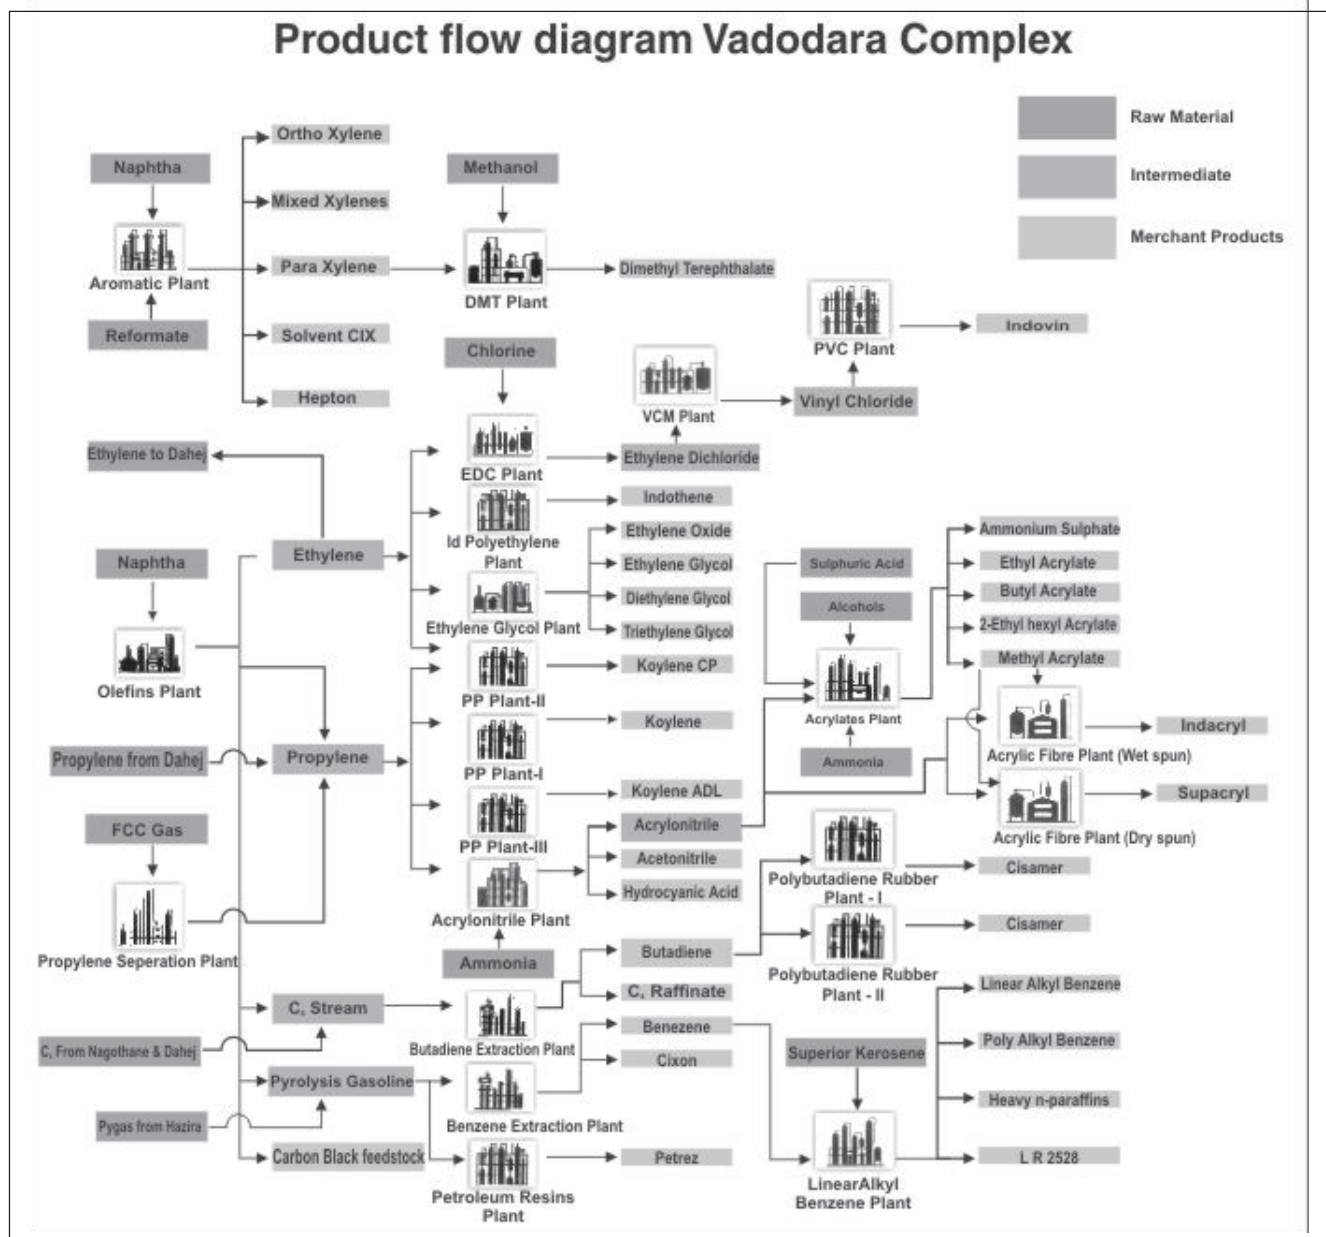 Product flow diagram Vadodara Complex
Raw Material
Intermediate
Merchant Products
Naphtha
Aromatic Plant
Reformate
Ortho Xylene
Mixed Xylenes
Para Xylene
Solvent CIX
Hepton
Methanol
DMT Plant
Dimethyl Terephthalate
Chlorine
EDC Plant
Ethylene Dichloride
VCM Plant
Vinyl Chloride
PVC Plant
Indovin
Ethylene to Dahej
Ethylene
Naphtha
Olefins Plant
Id Polyethylene
Plant
Indothene
Ethylene Glycol Plant
Ethylene Oxide
Ethylene Glycol
Diethylene Glycol
Triethylene Glycol
PP Plant-II
Koylene CP
PP Plant-I
Koylene
PP Plant-III
Koylene ADL
Propylene from Dahej
Propylene
FCC Gas
Propylene Seperation Plant
Acrylonitrile Plant
Ammonia
Acrylonitrile
Acetonitrile
Hydrocyanic Acid
Sulphuric Acid
Alcohols
Acrylates Plant
Ammonia
Ammonium Sulphate
Ethyl Acrylate
Butyl Acrylate
2-Ethyl hexyl Acrylate
Methyl Acrylate
Acrylic Fibre Plant (Wet spun)
Indacryl
Acrylic Fibre Plant (Dry spun)
Supacryl
Polybutadiene Rubber
Plant - I
Cisamer
Polybutadiene Rubber
Plant - II
Cisamer
C₄ Stream
C₄ From Nagothane & Dahej
Butadiene Extraction Plant
Butadiene
C₄ Raffinate
Pyrolysis Gasoline
Pygas from Hazira
Benzene Extraction Plant
Benezene
Cixon
Carbon Black feedstock
Petroleum Resins
Plant
Petrez
Superior Kerosene
LinearAlkyl
Benzene Plant
Linear Alkyl Benzene
Poly Alkyl Benzene
Heavy n-paraffins
L R 2528